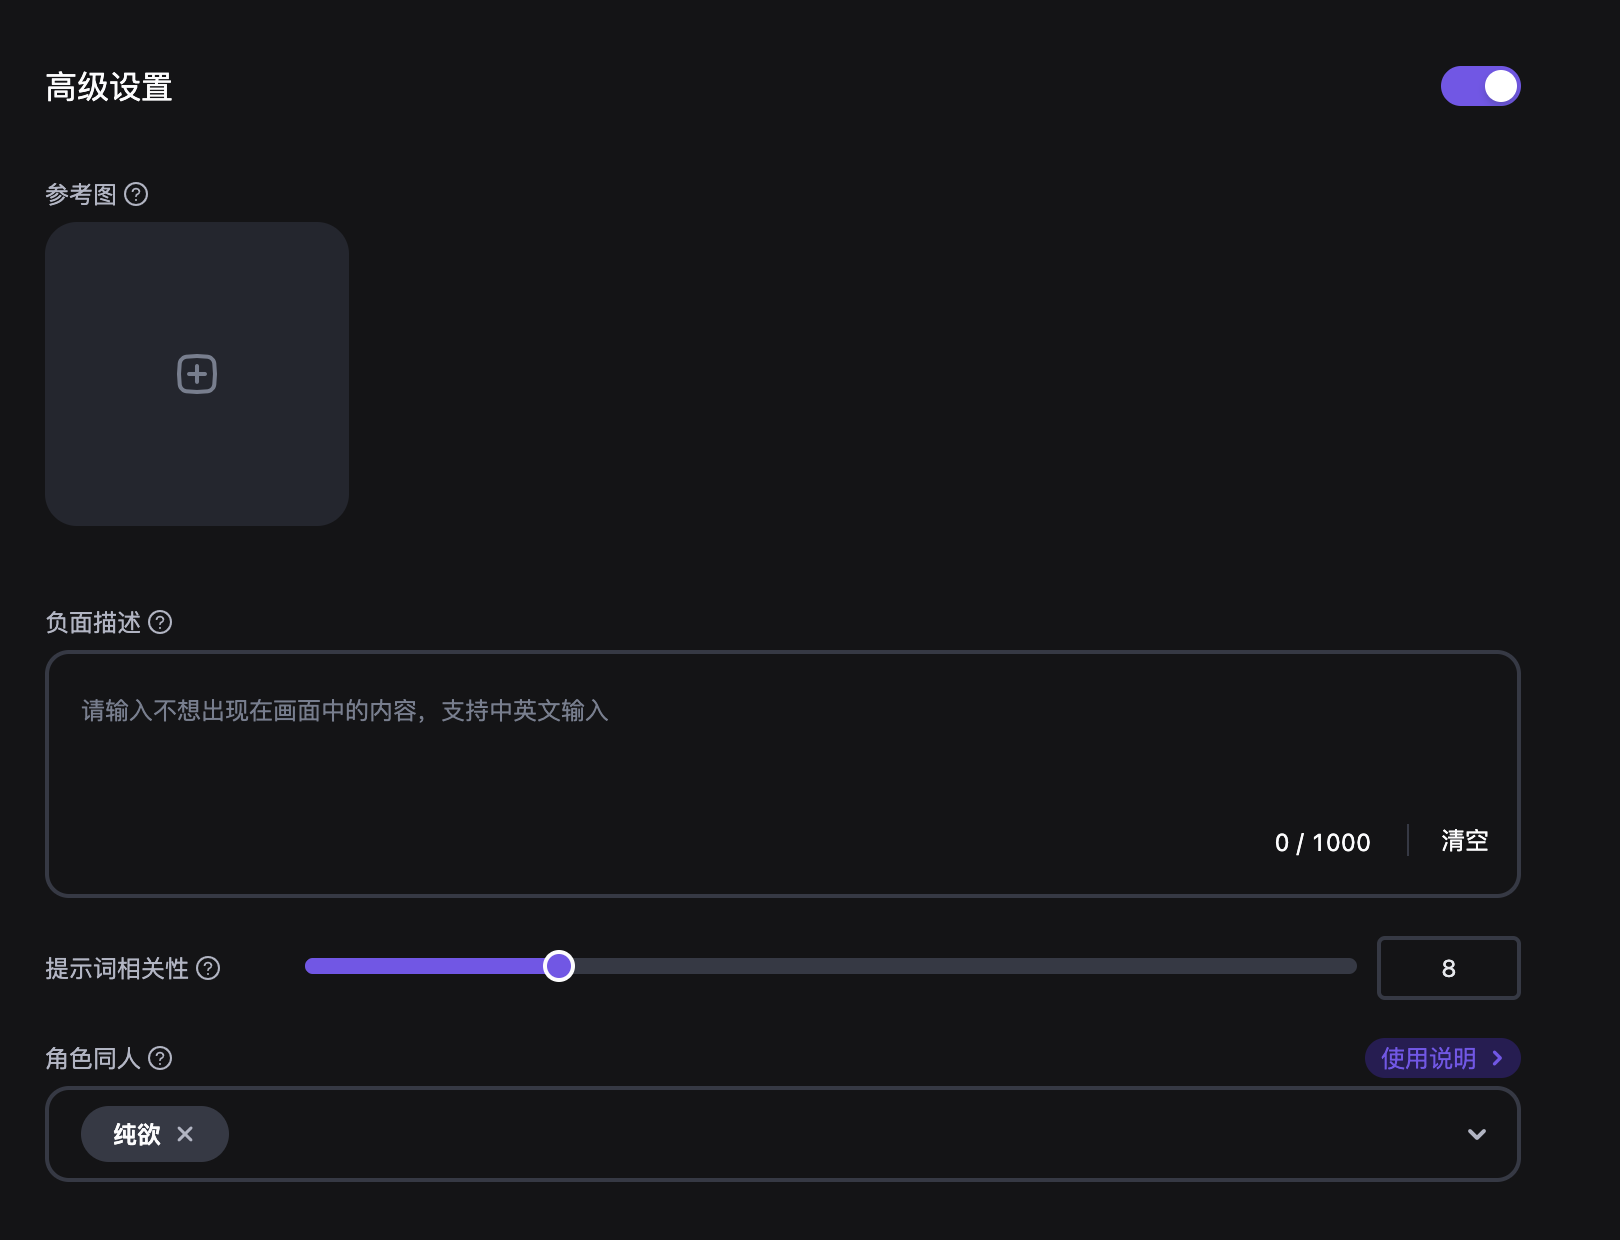 高级设置
参考图
负面描述
请输入不想出现在画面中的内容，支持中英文输入
0 / 1000 清空
提示词相关性 8
角色同人 使用说明
纯欲